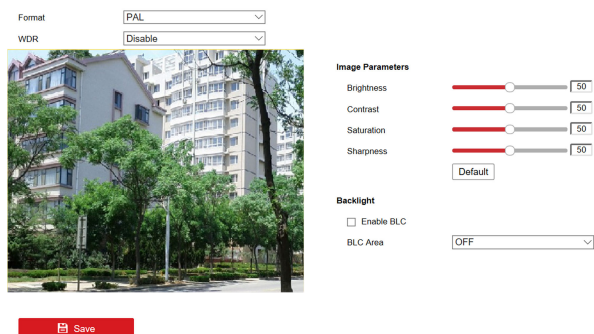 Format PAL
WDR Disable
Image Parameters
Brightness 50
Contrast 50
Saturation 50
Sharpness 50
Default
Backlight
Enable BLC
BLC Area OFF
Save